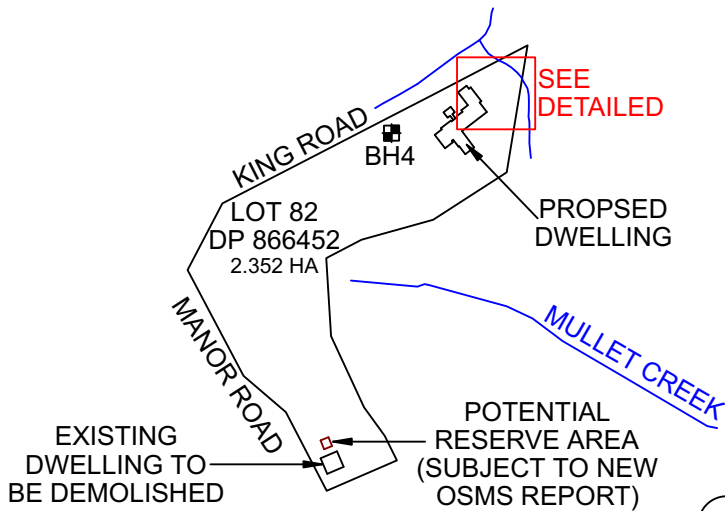 SEE
DETAILED
KING ROAD
BH4
LOT 82
DP 866452
2.352 HA
PROPSED
DWELLING
MANOR ROAD
MULLET CREEK
EXISTING
DWELLING TO
BE DEMOLISHED
POTENTIAL
RESERVE AREA
(SUBJECT TO NEW
OSMS REPORT)